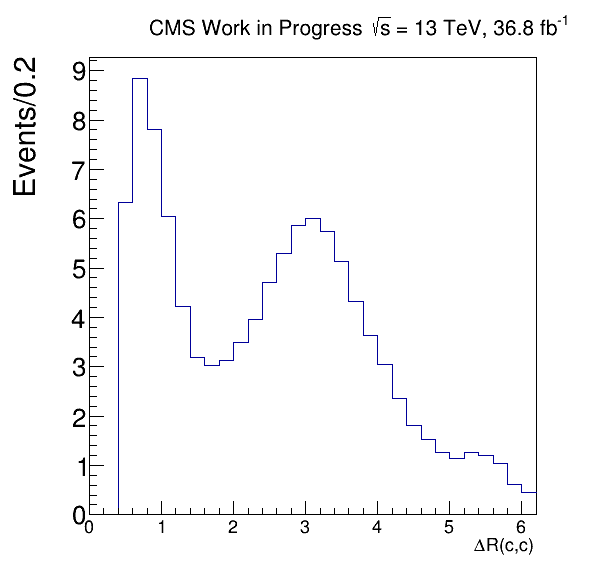 CMS Work in Progress √s = 13 TeV, 36.8 fb⁻¹
Events/0.2
9
8
7
6
5
4
3
2
1
0
0 1 2 3 4 5 6
ΔR(c,c)